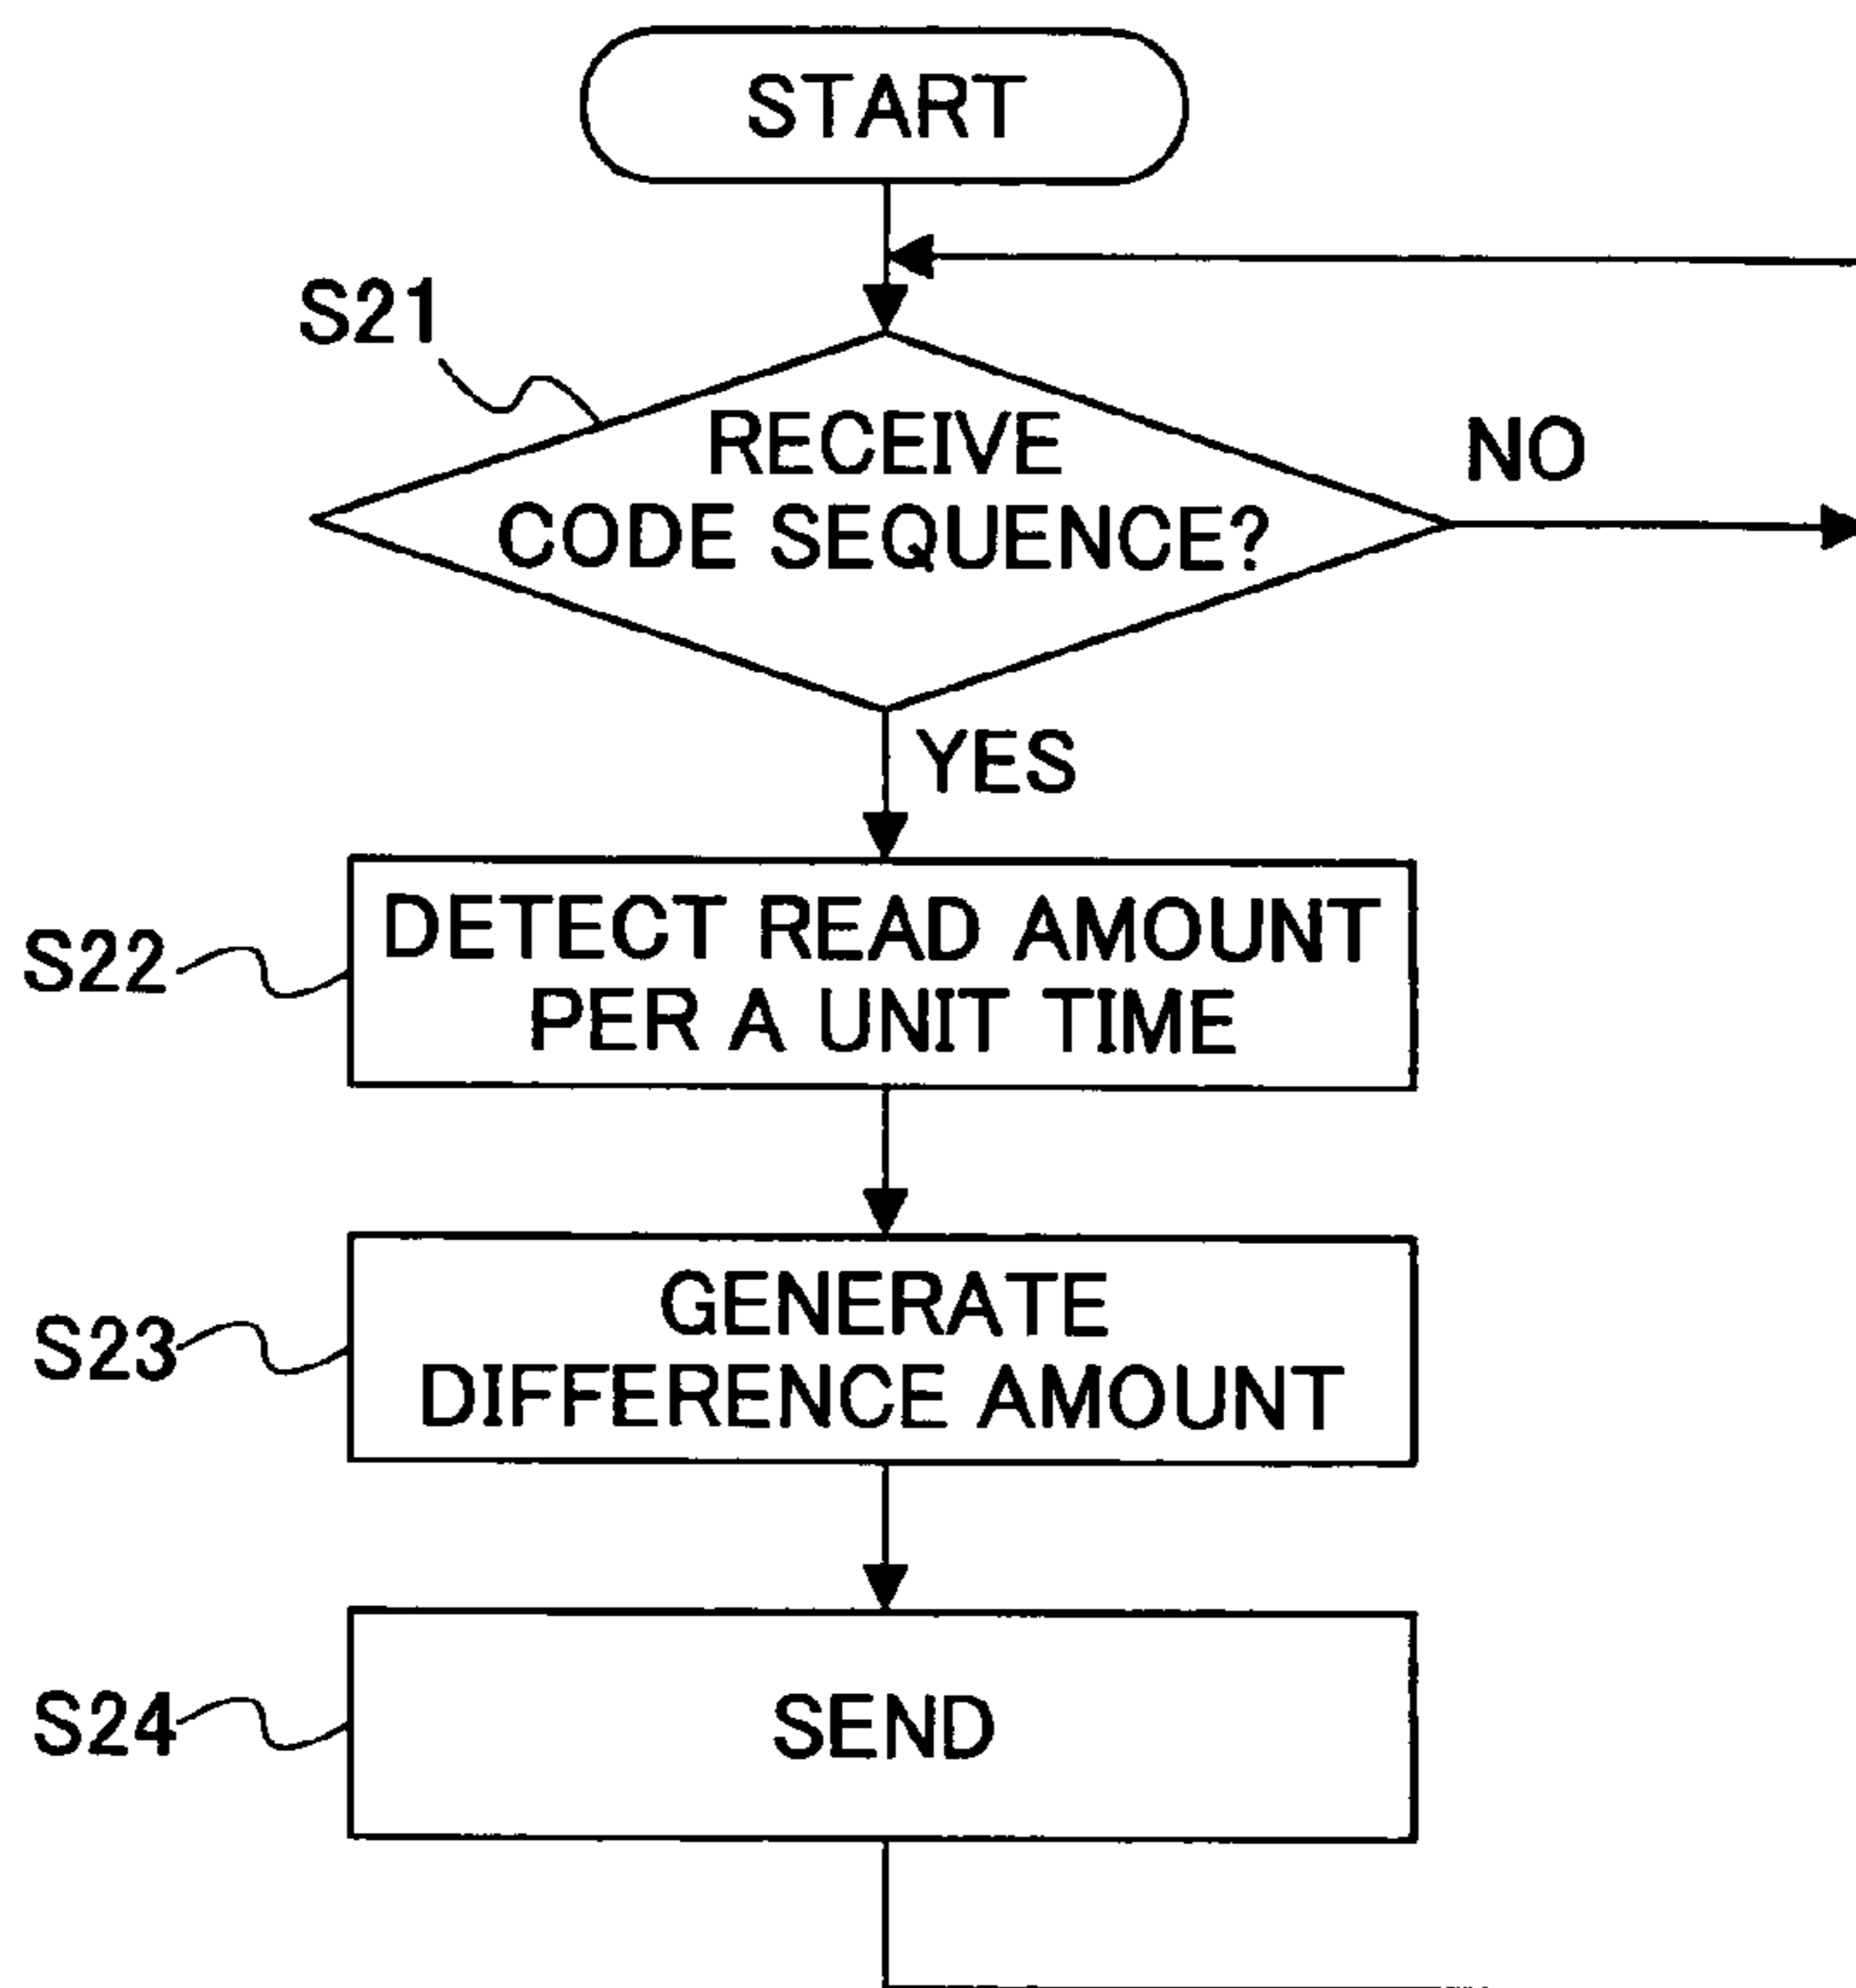 START
S21
RECEIVE
CODE SEQUENCE?
NO
YES
S22
DETECT READ AMOUNT
PER A UNIT TIME
S23
GENERATE
DIFFERENCE AMOUNT
S24
SEND